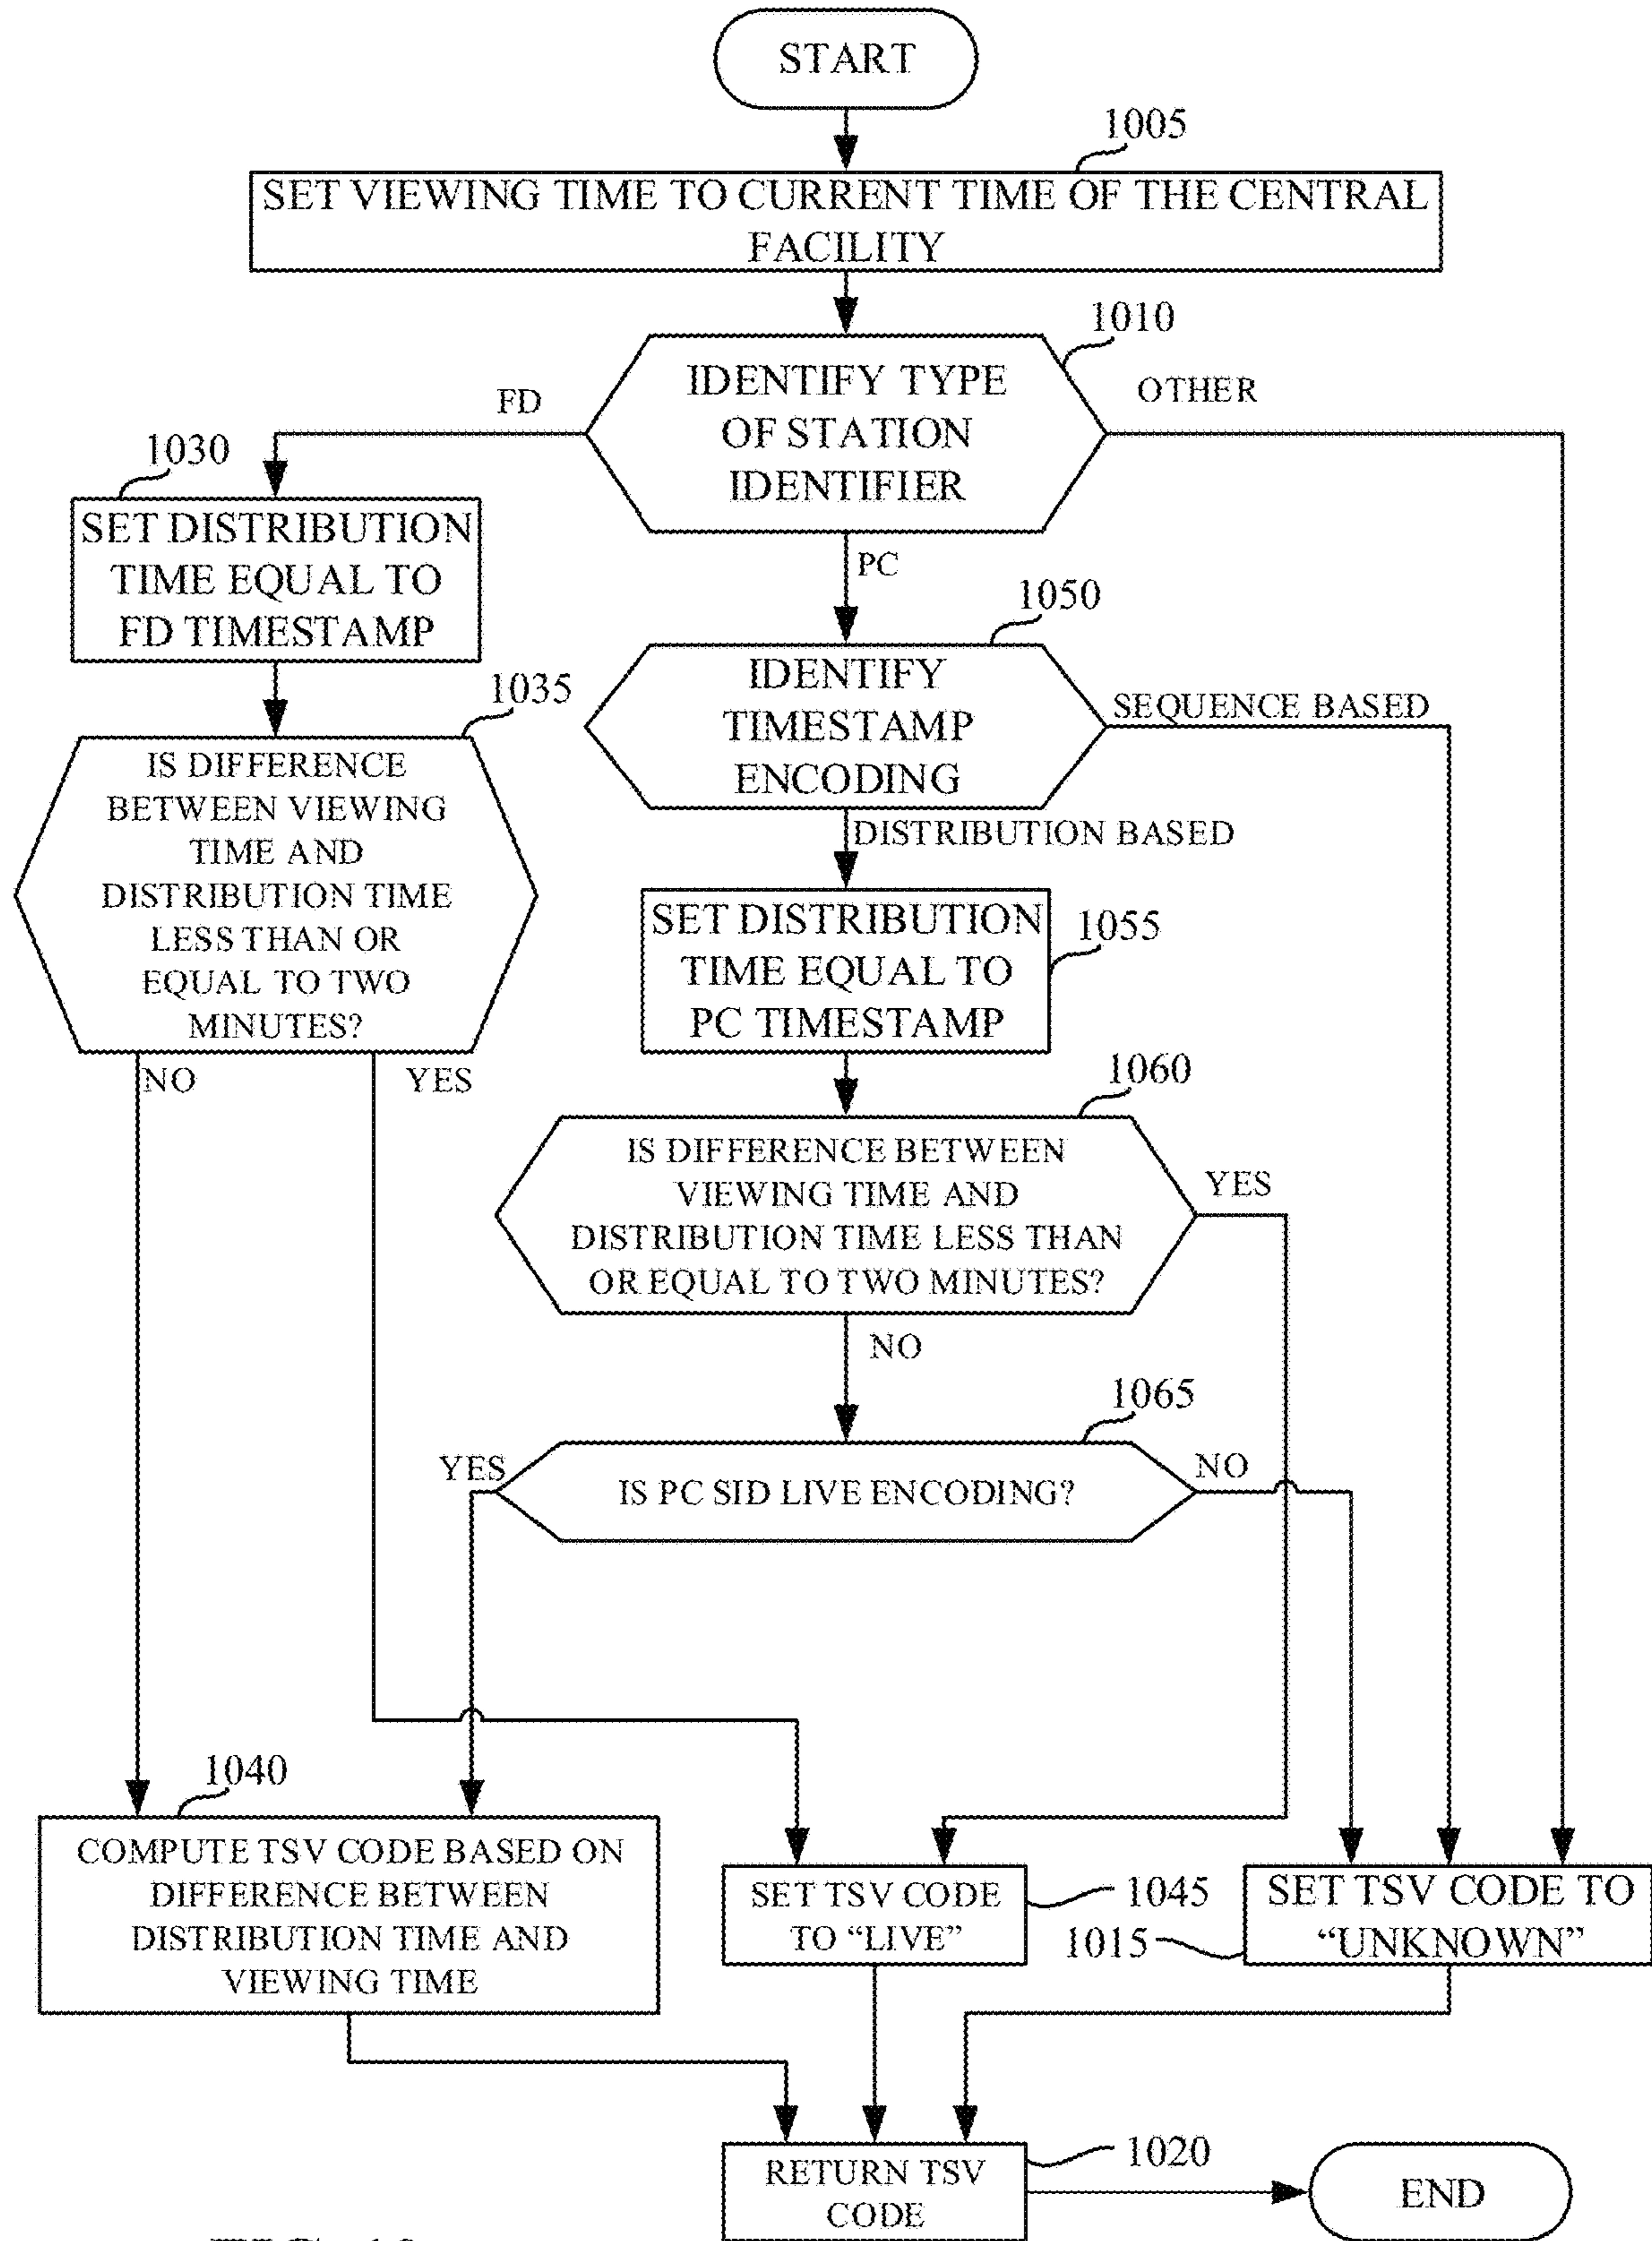 START
1005
SET VIEWING TIME TO CURRENT TIME OF THE CENTRAL
FACILITY
1010
IDENTIFY TYPE
OF STATION
IDENTIFIER
FD
OTHER
PC
1030
SET DISTRIBUTION
TIME EQUAL TO
FD TIMESTAMP
1050
IDENTIFY
TIMESTAMP
ENCODING
SEQUENCE BASED
DISTRIBUTION BASED
1035
IS DIFFERENCE
BETWEEN VIEWING
TIME AND
DISTRIBUTION TIME
LESS THAN OR
EQUAL TO TWO
MINUTES?
NO
YES
SET DISTRIBUTION
TIME EQUAL TO
PC TIMESTAMP
1055
1060
IS DIFFERENCE BETWEEN
VIEWING TIME AND
DISTRIBUTION TIME LESS THAN
OR EQUAL TO TWO MINUTES?
YES
NO
1065
YES
IS PC SID LIVE ENCODING?
NO
1040
COMPUTE TSV CODE BASED ON
DIFFERENCE BETWEEN
DISTRIBUTION TIME AND
VIEWING TIME
SET TSV CODE
TO “LIVE”
1045
1015
SET TSV CODE TO
“UNKNOWN”
RETURN TSV
CODE
1020
END